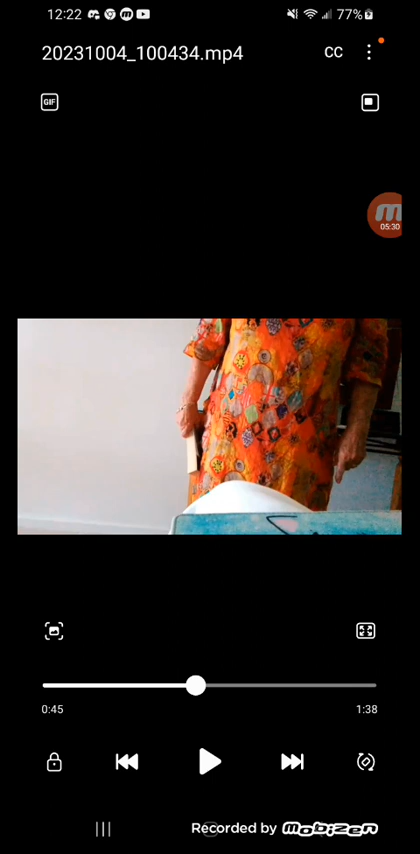 12:22 77%
20231004_100434.mp4 CC
GIF
05:30
0:45 1:38
Recorded by mobizen